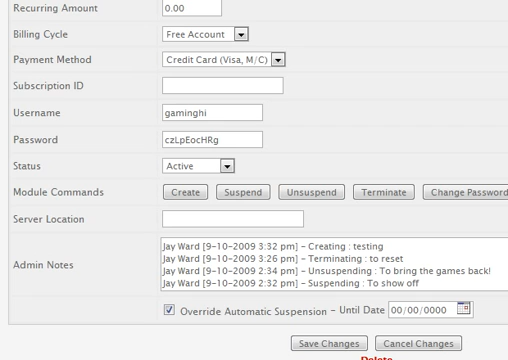 Recurring Amount 0.00
Billing Cycle Free Account
Payment Method Credit Card (Visa, M/C)
Subscription ID
Username gaminghi
Password czLpEocHRg
Status Active
Module Commands Create Suspend Unsuspend Terminate Change Password
Server Location
Jay Ward [9-10-2009 3:32 pm] - Creating : testing
Jay Ward [9-10-2009 3:26 pm] - Terminating : to reset
Admin Notes
Jay Ward [9-10-2009 2:34 pm] - Unsuspending : To bring the games back!
Jay Ward [9-10-2009 2:32 pm] - Suspending : To show off
Override Automatic Suspension - Until Date 00/00/0000
Save Changes Cancel Changes
Delete